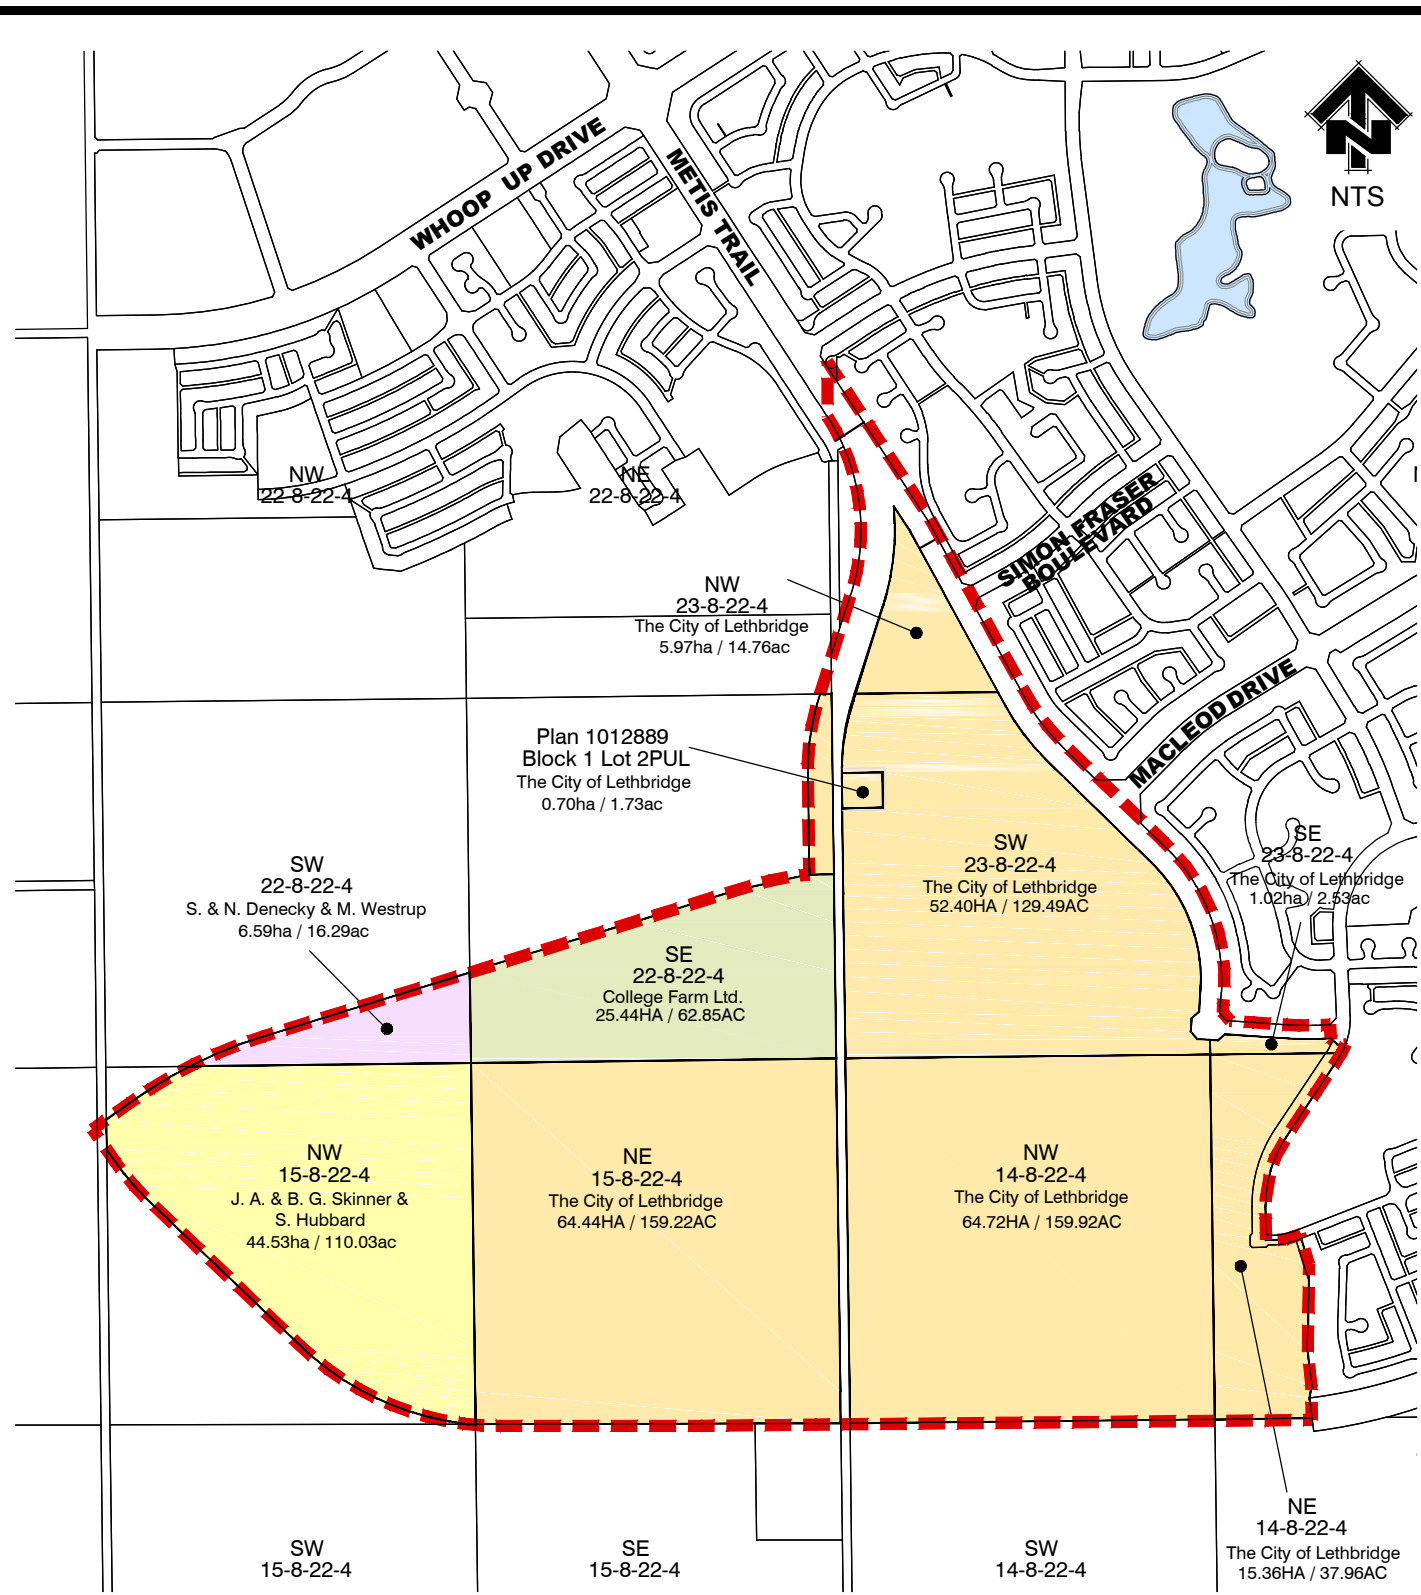 NTS
WHOOP UP DRIVE
METIS TRAIL
NW
22-8-22-4
NE
22-8-22-4
SIMON FRASER
BOULEVARD
NW
23-8-22-4
The City of Lethbridge
5.97ha / 14.76ac
MACLEOD DRIVE
Plan 1012889
Block 1 Lot 2PUL
The City of Lethbridge
0.70ha / 1.73ac
SW
23-8-22-4
The City of Lethbridge
52.40HA / 129.49AC
SE
23-8-22-4
The City of Lethbridge
1.02ha / 2.53ac
SW
22-8-22-4
S. & N. Denecky & M. Westrup
6.59ha / 16.29ac
SE
22-8-22-4
College Farm Ltd.
25.44HA / 62.85AC
NW
15-8-22-4
J. A. & B. G. Skinner &
S. Hubbard
44.53ha / 110.03ac
NE
15-8-22-4
The City of Lethbridge
64.44HA / 159.22AC
NW
14-8-22-4
The City of Lethbridge
64.72HA / 159.92AC
NE
14-8-22-4
The City of Lethbridge
15.36HA / 37.96AC
SW
15-8-22-4
SE
15-8-22-4
SW
14-8-22-4